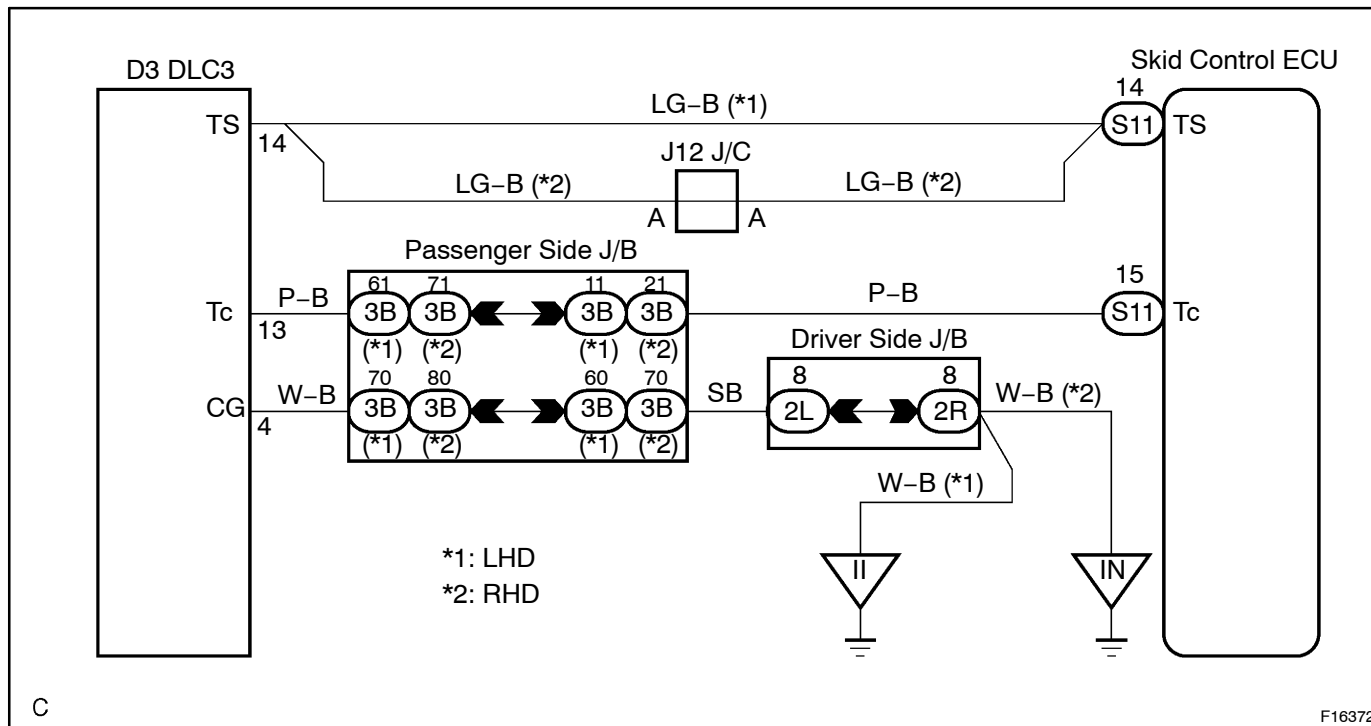 D3 DLC3
Skid Control ECU
14
LG−B (*1)
TS
14
S11
TS
J12 J/C
LG−B (*2)
LG−B (*2)
A
A
Passenger Side J/B
61
71
11
21
15
P−B
P−B
Tc
13
3B
3B
3B
3B
S11
Tc
(*1)
(*2)
(*1)
(*2)
Driver Side J/B
70
80
60
70
8
8
W−B
SB
W−B (*2)
CG
4
3B
3B
3B
3B
2L
2R
(*1)
(*2)
(*1)
(*2)
W−B (*1)
*1: LHD
*2: RHD
II
IN
C
F16372